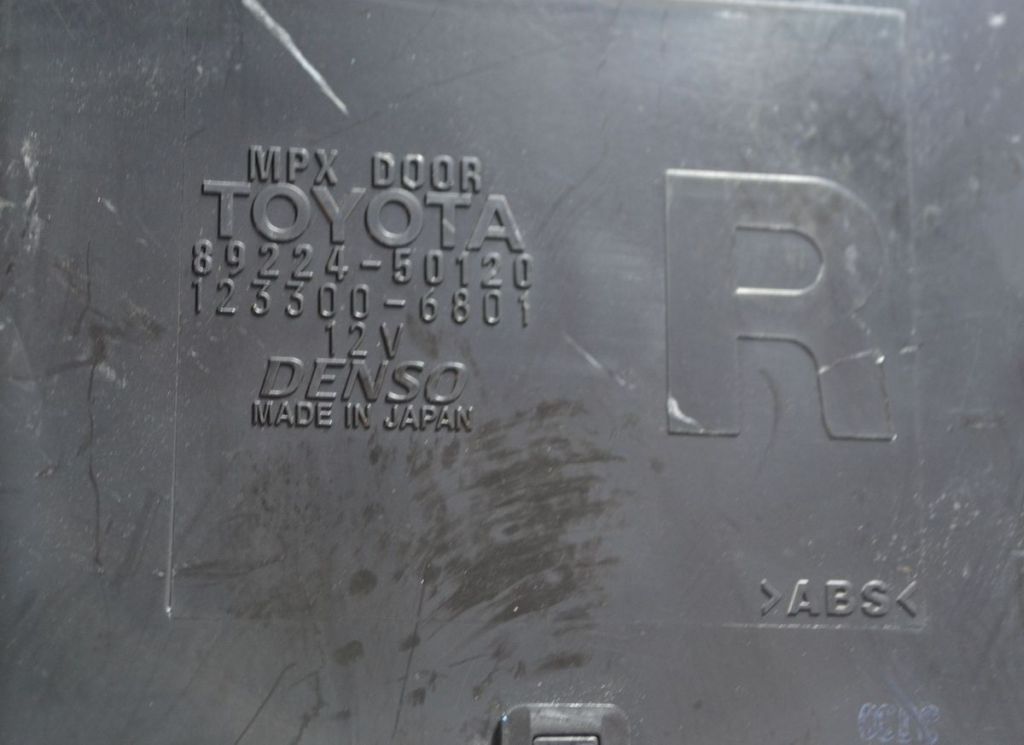 MPX DOOR
TOYOTA
89224-50120
123300-6801
12V
DENSO
MADE IN JAPAN
R
>ABS<